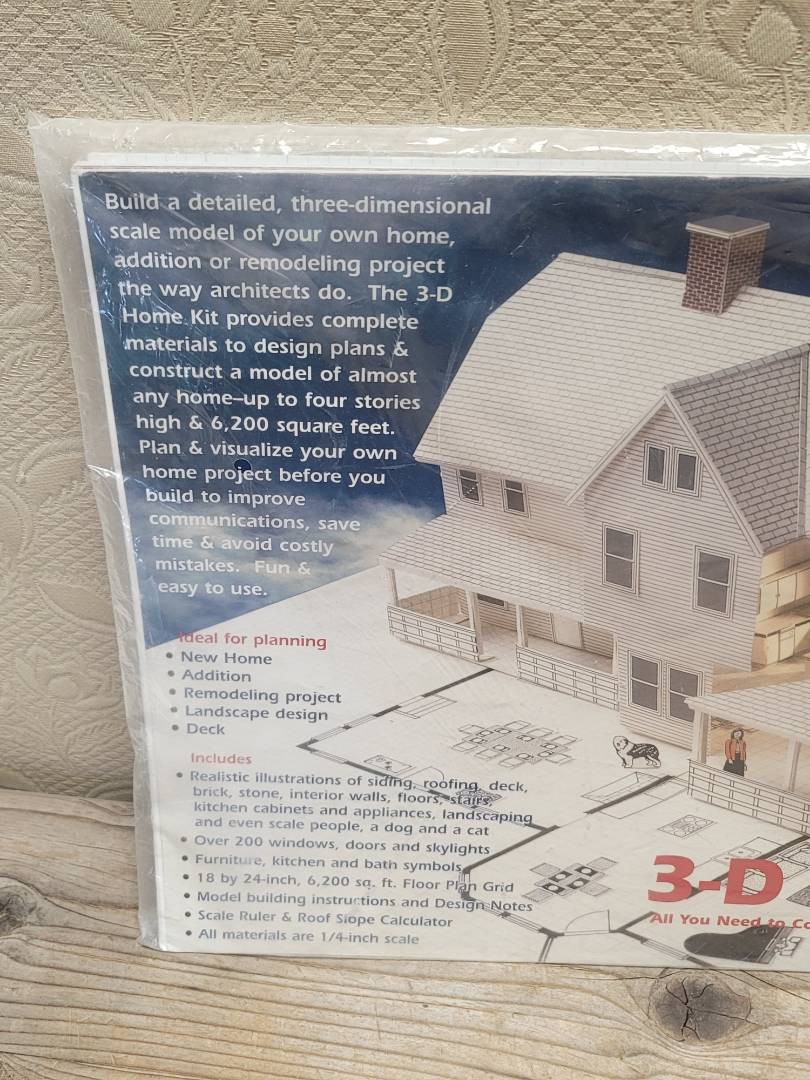 Build a detailed, three-dimensional
scale model of your own home,
addition or remodeling project
the way architects do. The 3-D
Home Kit provides complete
materials to design plans &
construct a model of almost
any home–up to four stories
high & 6,200 square feet.
Plan & visualize your own
home project before you
build to improve
communications, save
time & avoid costly
mistakes. Fun &
easy to use.
Ideal for planning
• New Home
• Addition
• Remodeling project
• Landscape design
• Deck
Includes
• Realistic illustrations of siding, roofing, deck,
brick, stone, interior walls, floors, stairs,
kitchen cabinets and appliances, landscaping
and even scale people, a dog and a cat
• Over 200 windows, doors and skylights
• Furniture, kitchen and bath symbols
• 18 by 24-inch, 6,200 sq. ft. Floor Plan Grid
• Model building instructions and Design Notes
• Scale Ruler & Roof Slope Calculator
• All materials are 1/4-inch scale
3-D
All You Need to